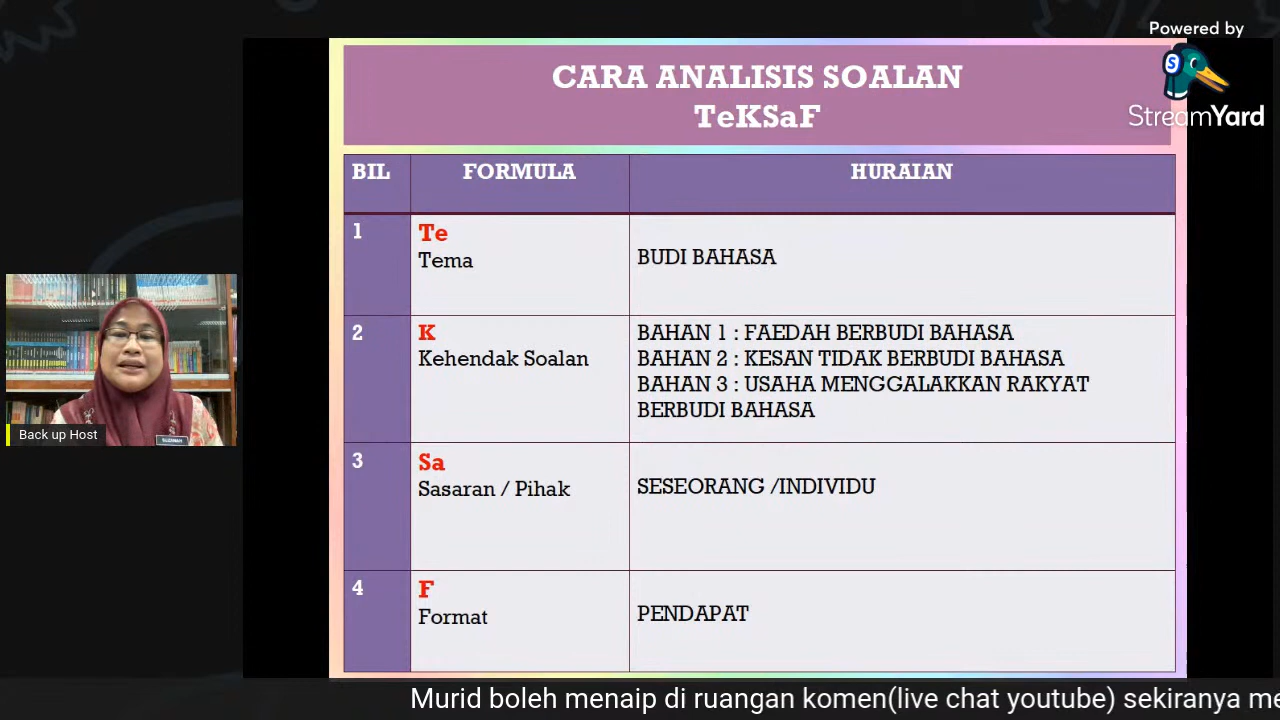 Powered by
StreamYard
CARA ANALISIS SOALAN
TeKSaF
BIL
FORMULA
HURAIAN
1
Te
Tema
BUDI BAHASA
2
K
Kehendak Soalan
BAHAN 1 : FAEDAH BERBUDI BAHASA
BAHAN 2 : KESAN TIDAK BERBUDI BAHASA
BAHAN 3 : USAHA MENGGALAKKAN RAKYAT
BERBUDI BAHASA
3
Sa
Sasaran / Pihak
SESEORANG /INDIVIDU
4
F
Format
PENDAPAT
Back up Host
Murid boleh menaip di ruangan komen(live chat youtube) sekiranya me